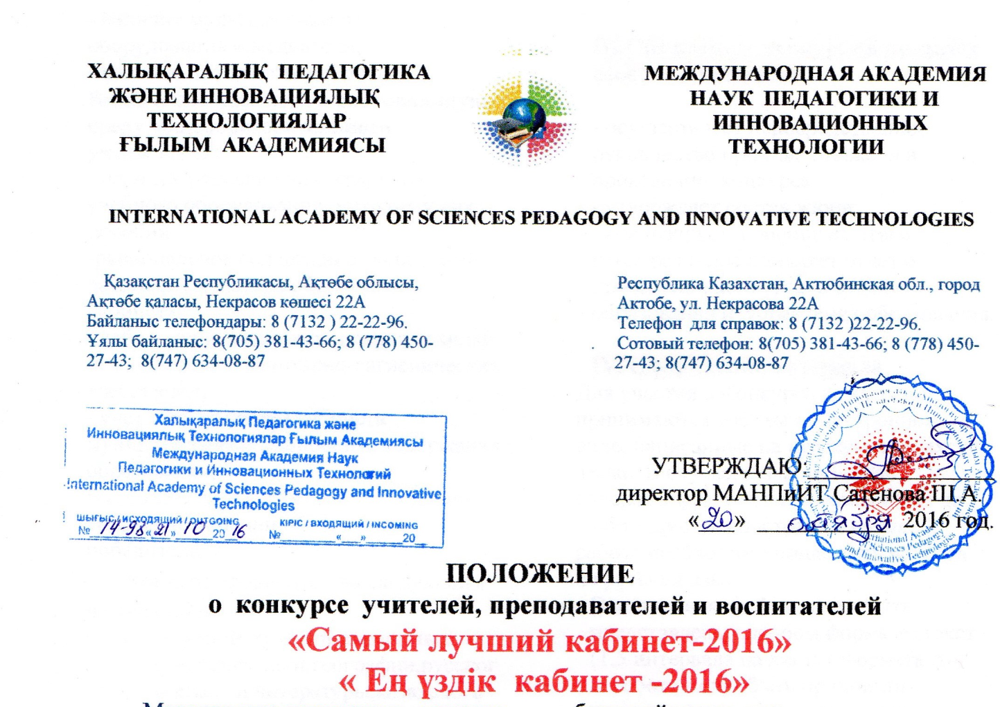 ХАЛЫҚАРАЛЫҚ ПЕДАГОГИКА
ЖӘНЕ ИННОВАЦИЯЛЫҚ
ТЕХНОЛОГИЯЛАР
ҒЫЛЫМ АКАДЕМИЯСЫ
МЕЖДУНАРОДНАЯ АКАДЕМИЯ
НАУК ПЕДАГОГИКИ И
ИННОВАЦИОННЫХ
ТЕХНОЛОГИИ
INTERNATIONAL ACADEMY OF SCIENCES PEDAGOGY AND INNOVATIVE TECHNOLOGIES
Қазақстан Республикасы, Ақтөбе облысы,
Ақтөбе қаласы, Некрасов көшесі 22А
Байланыс телефондары: 8 (7132 ) 22-22-96.
Ұялы байланыс: 8(705) 381-43-66; 8 (778) 450-
27-43; 8(747) 634-08-87
Республика Казахстан, Актюбинская обл., город
Актобе, ул. Некрасова 22А
Телефон для справок: 8 (7132 )22-22-96.
Сотовый телефон: 8(705) 381-43-66; 8 (778) 450-
27-43; 8(747) 634-08-87
Халықаралық Педагогика және
Инновациялық Технологиялар Ғылым Академиясы
Международная Академия Наук
Педагогики и Инновационных Технологий
International Academy of Sciences Pedagogy and Innovative
Technologies
ШЫҒЫС / ИСХОДЯЩИЙ / OUTGOING
№ 14-98 « 21 » 10 20 16
КІРІС / ВХОДЯЩИЙ / INCOMING
№ « » 20
УТВЕРЖДАЮ:
директор МАНПиИТ Сатенова Ш.А.
«20» октября 2016 год.
International Academy
of Sciences Pedagogy
and Innovative Technologies
ПОЛОЖЕНИЕ
о конкурсе учителей, преподавателей и воспитателей
«Самый лучший кабинет-2016»
« Ең үздік кабинет -2016»